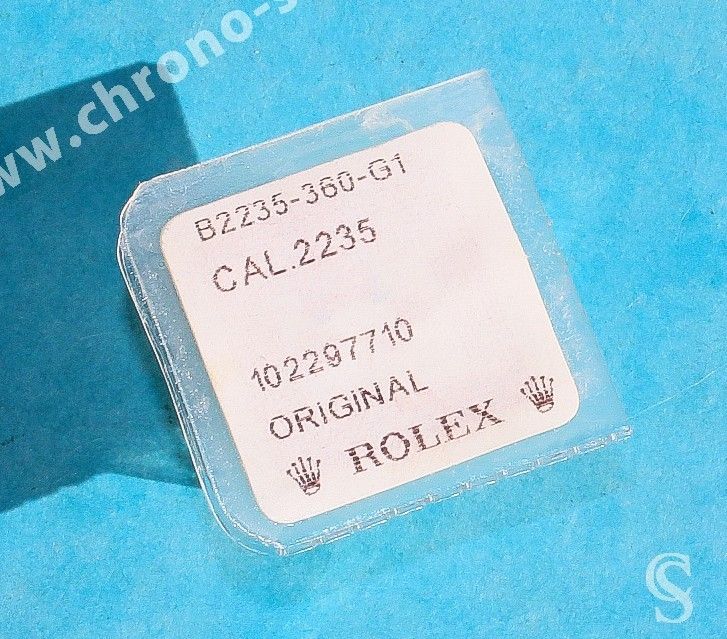 www.chrono-s
B2235-360-G1
CAL.2235
102297710
ORIGINAL
ROLEX